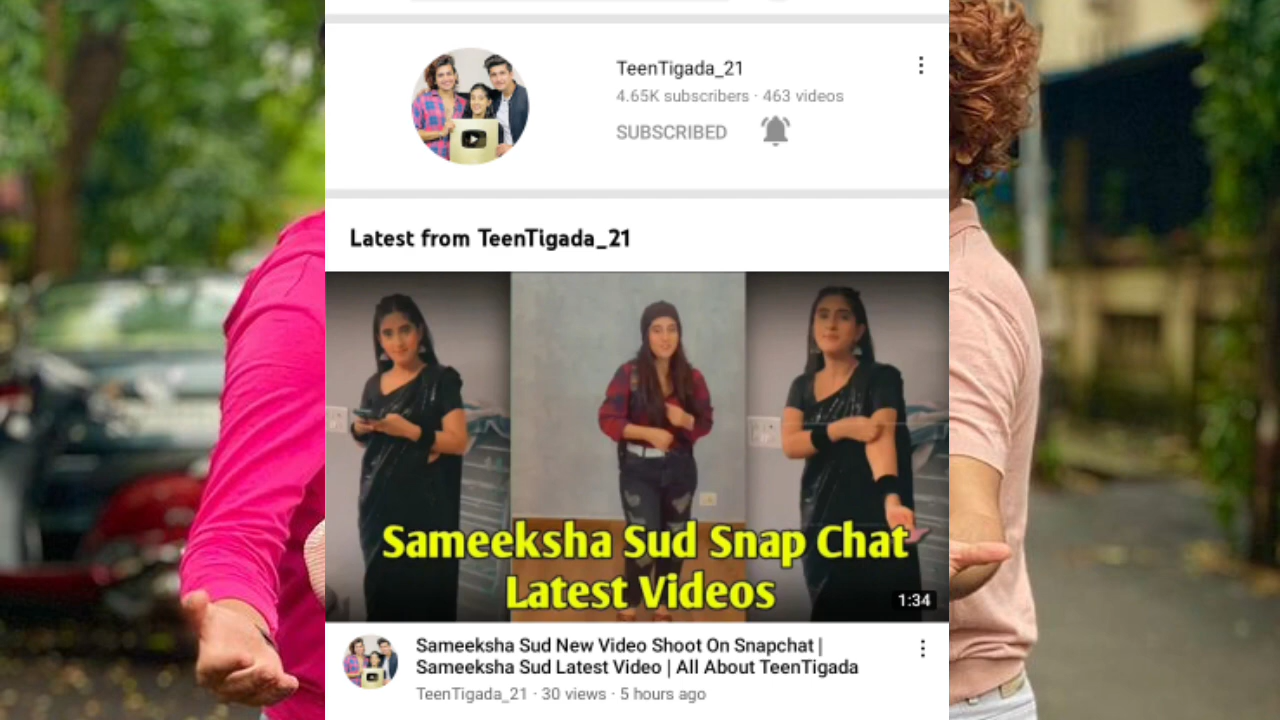 TeenTigada_21
4.65K subscribers · 463 videos
SUBSCRIBED
Latest from TeenTigada_21
Sameeksha Sud Snap Chat
Latest Videos
1:34
Sameeksha Sud New Video Shoot On Snapchat |
Sameeksha Sud Latest Video | All About TeenTigada
TeenTigada_21 · 30 views · 5 hours ago